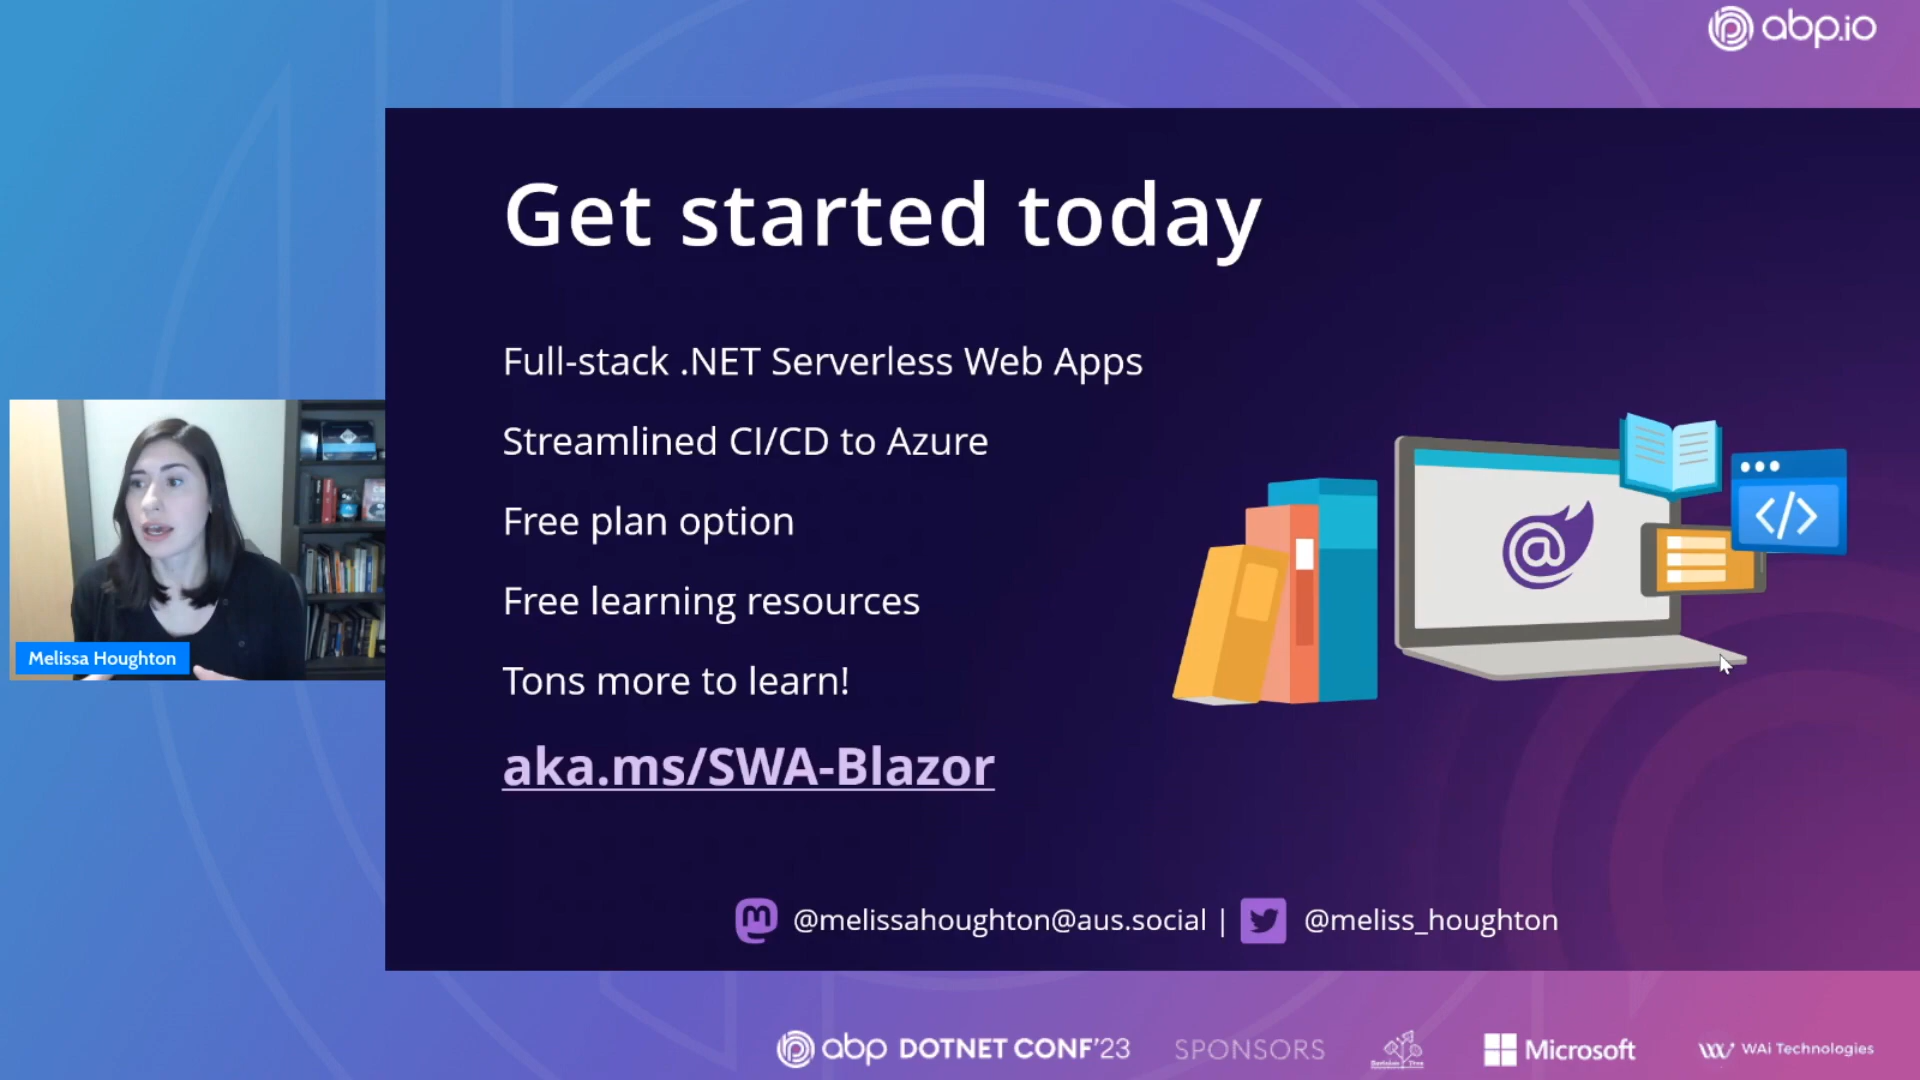 abp.io
Get started today
Full-stack .NET Serverless Web Apps
Streamlined CI/CD to Azure
Free plan option
Free learning resources
Tons more to learn!
aka.ms/SWA-Blazor
Melissa Houghton
@melissahoughton@aus.social | @meliss_houghton
abp DOTNET CONF'23 SPONSORS Microsoft WAi Technologies